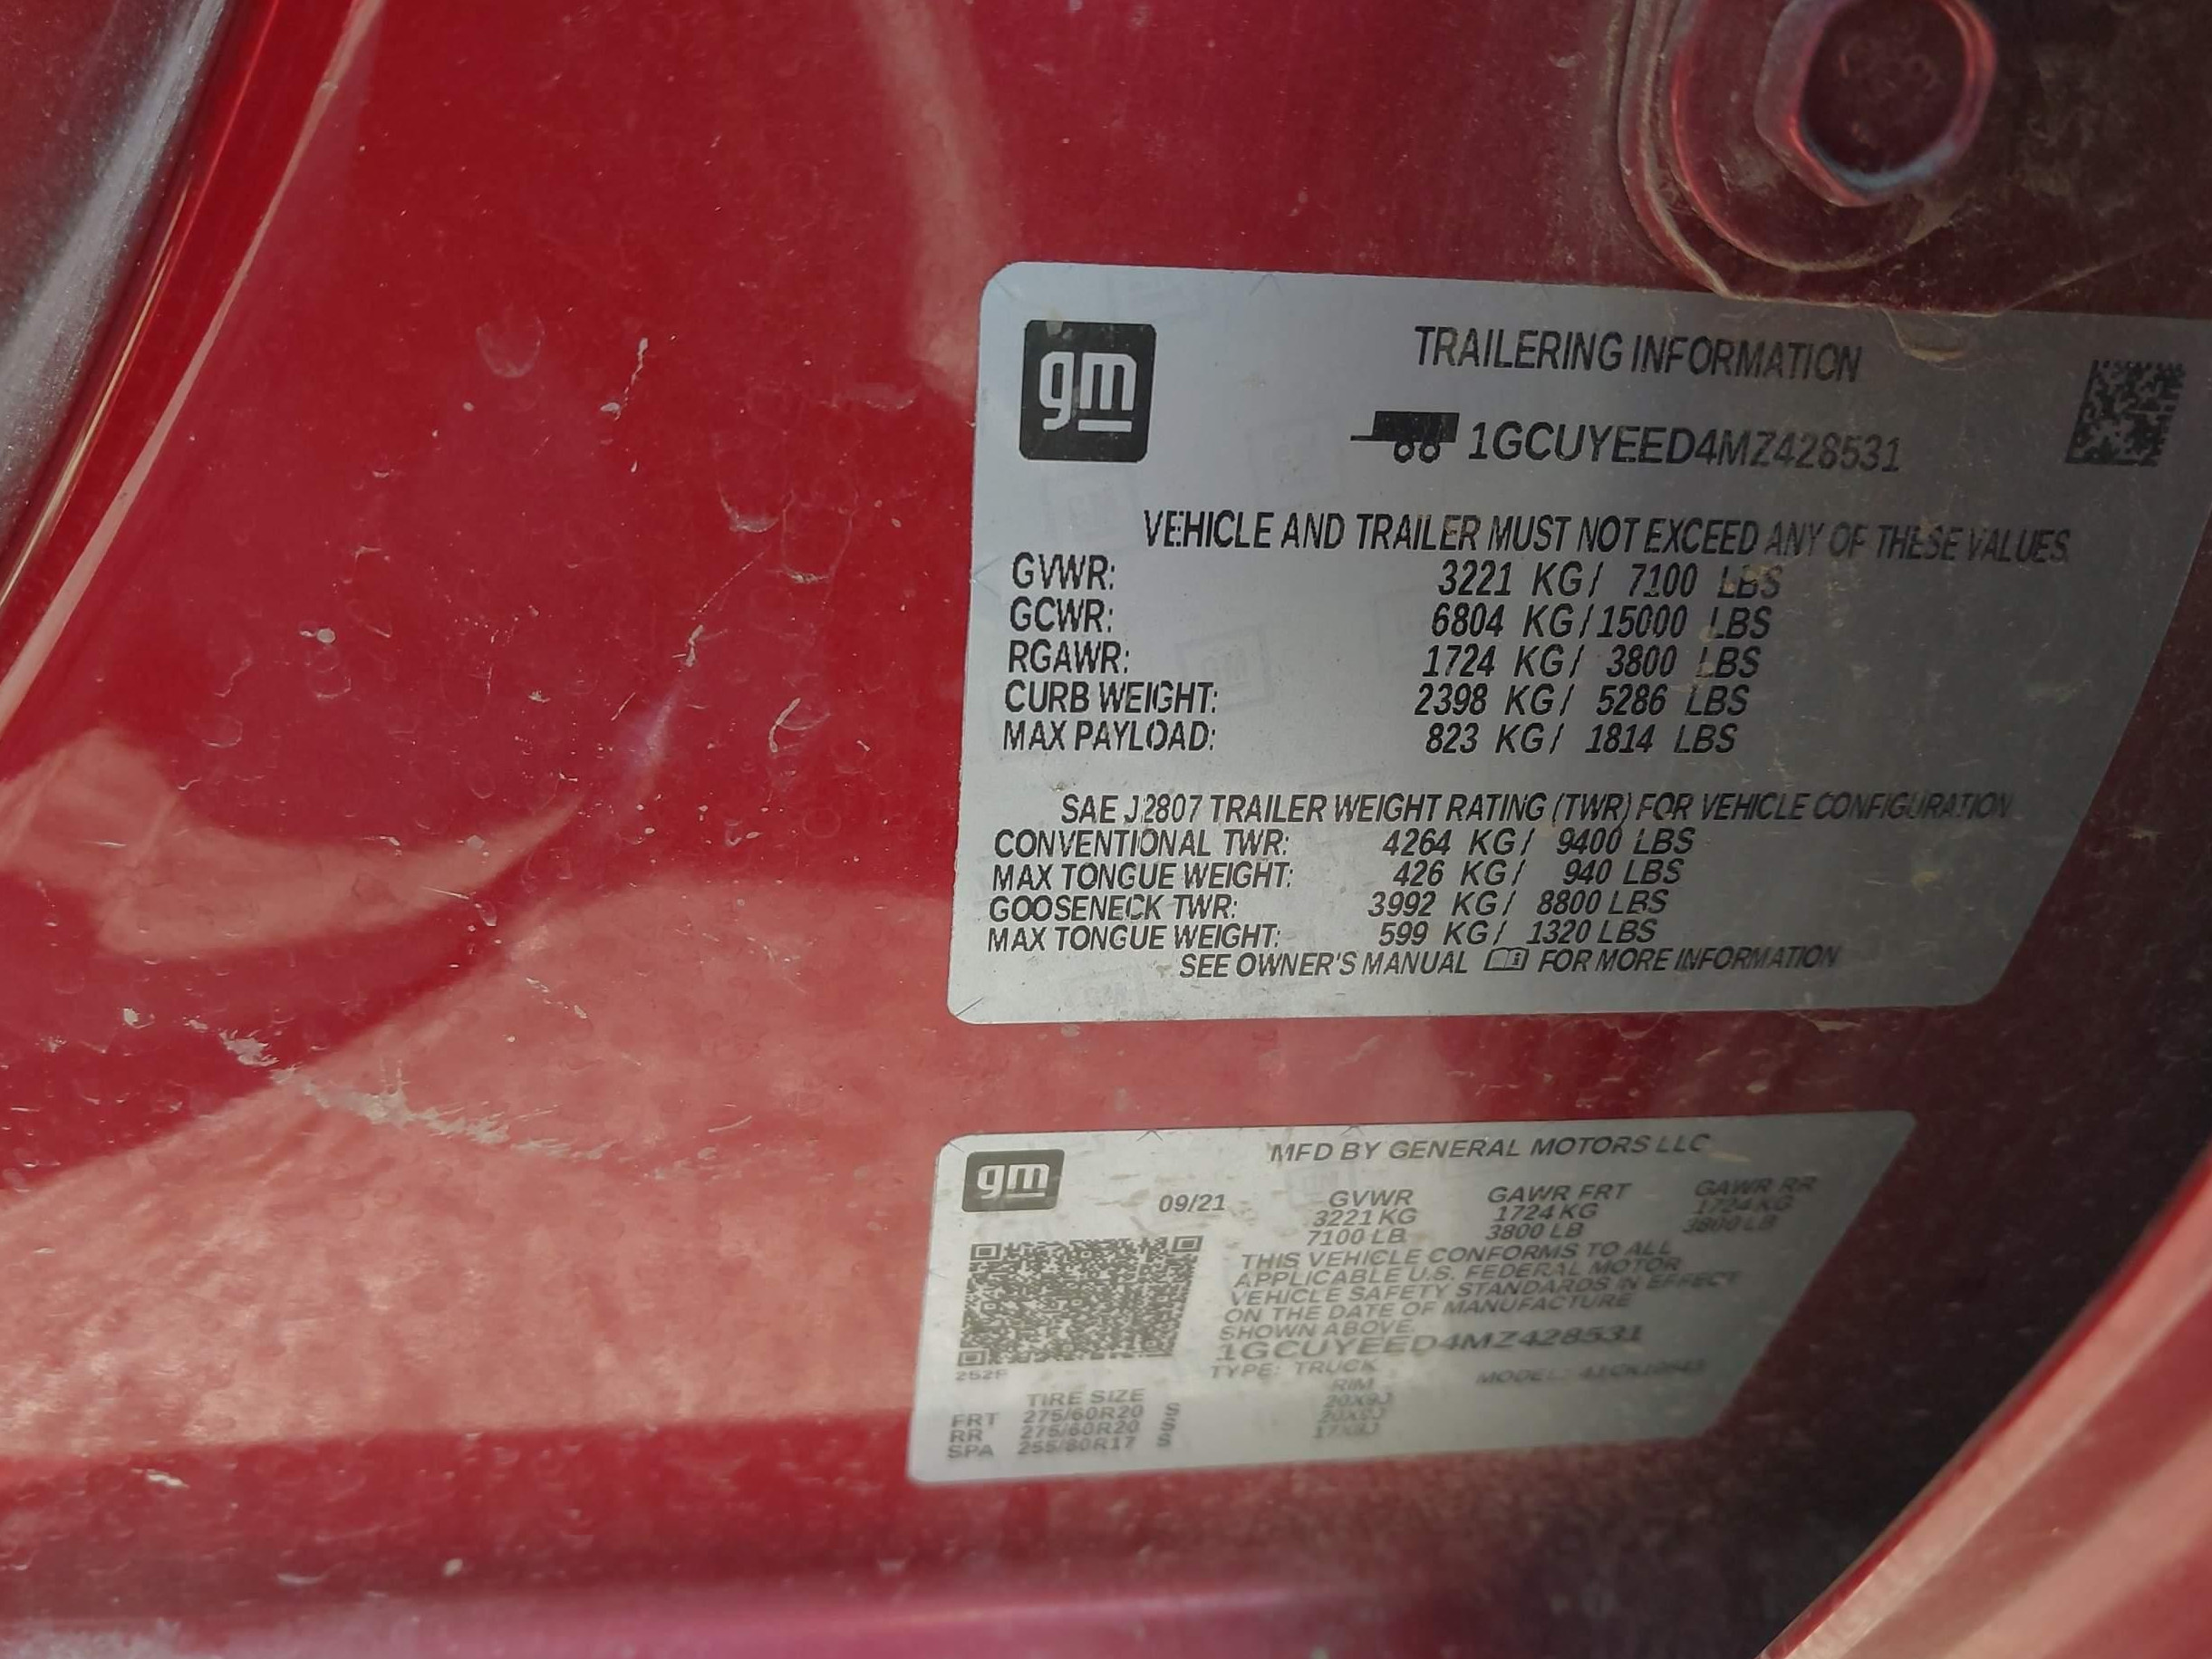 gm
TRAILERING INFORMATION
1GCUYEED4MZ428531
VEHICLE AND TRAILER MUST NOT EXCEED ANY OF THESE VALUES.
GVWR: 3221 KG/ 7100 LBS
GCWR: 6804 KG/15000 LBS
RGAWR: 1724 KG/ 3800 LBS
CURB WEIGHT: 2398 KG/ 5286 LBS
MAX PAYLOAD: 823 KG/ 1814 LBS
SAE J2807 TRAILER WEIGHT RATING (TWR) FOR VEHICLE CONFIGURATION
CONVENTIONAL TWR: 4264 KG/ 9400 LBS
MAX TONGUE WEIGHT: 426 KG/ 940 LBS
GOOSENECK TWR: 3992 KG/ 8800 LBS
MAX TONGUE WEIGHT: 599 KG/ 1320 LBS
SEE OWNER'S MANUAL FOR MORE INFORMATION
gm
MFD BY GENERAL MOTORS LLC
09/21 GVWR GAWR FRT GAWR RR
3221 KG 1724 KG 1724 KG
7100 LB 3800 LB 3800 LB
THIS VEHICLE CONFORMS TO ALL
APPLICABLE U.S. FEDERAL MOTOR
VEHICLE SAFETY STANDARDS IN EFFECT
ON THE DATE OF MANUFACTURE
SHOWN ABOVE.
1GCUYEED4MZ428531
TYPE: TRUCK MODEL:
TIRE SIZE RIM
FRT 275/60R20 S 20X9J
RR 275/60R20 S 20X9J
SPA 255/80R17 S